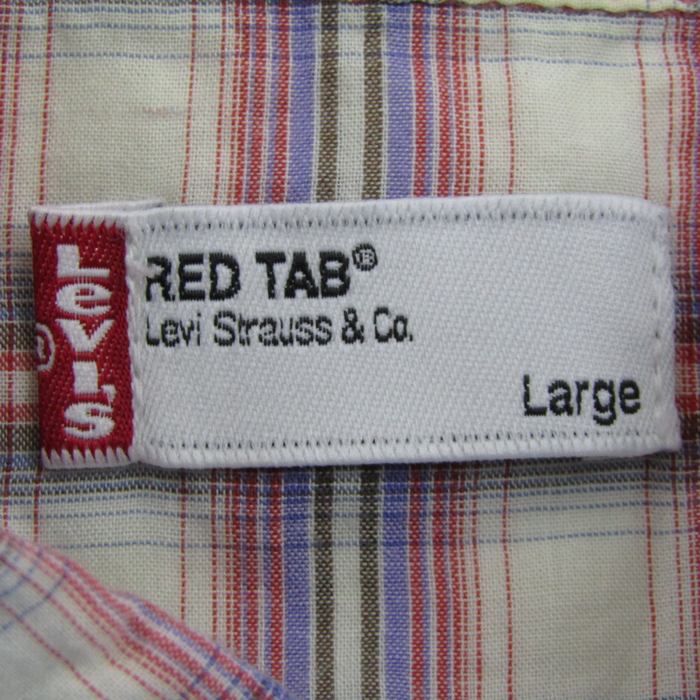 LEVI'S ®
RED TAB®
Levi Strauss & Co.
Large